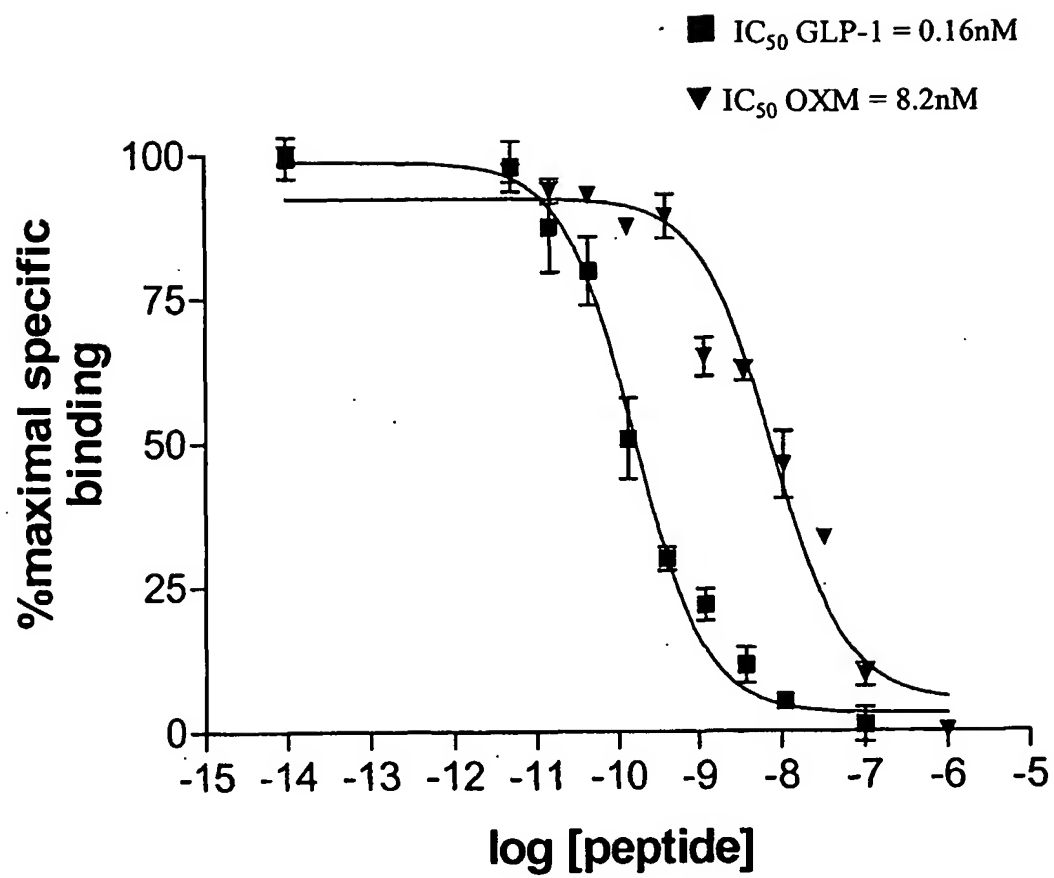 ■ IC50 GLP-1 = 0.16nM
▼ IC50 OXM = 8.2nM
100
75
50
25
0
%maximal specific
binding
-15 -14 -13 -12 -11 -10 -9 -8 -7 -6 -5
log [peptide]